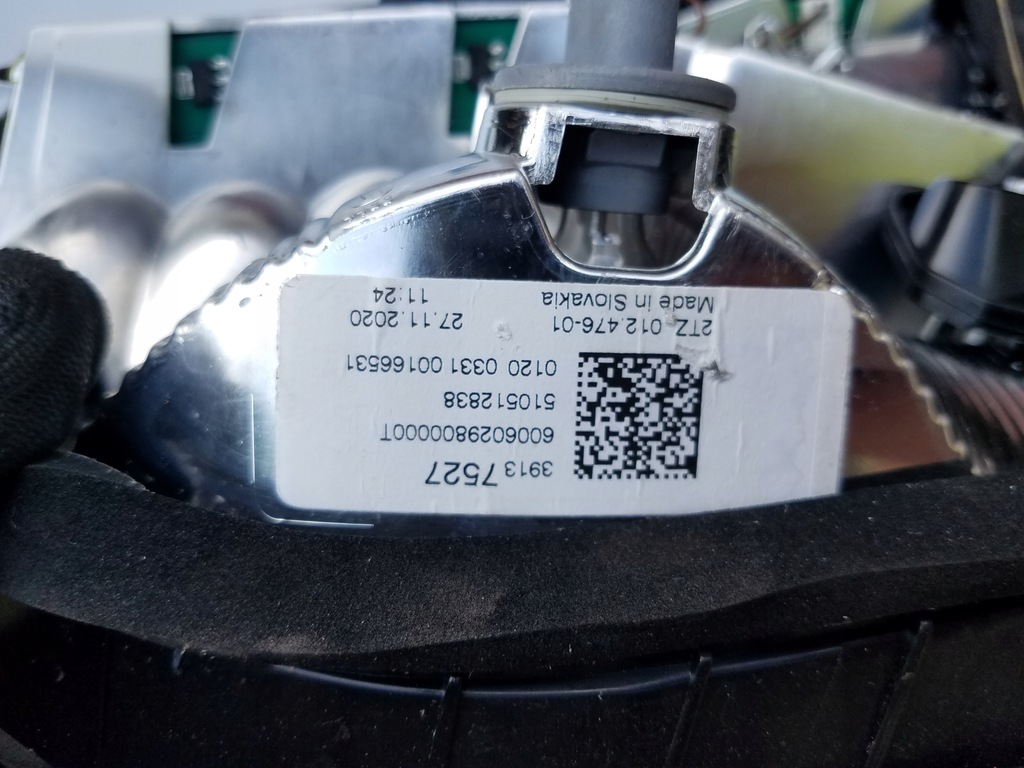 3913 7527
6006029800000T
510512838
0120 0331 00166531
27.11.2020
11:24
2TZ 012.476-01
Made in Slovakia